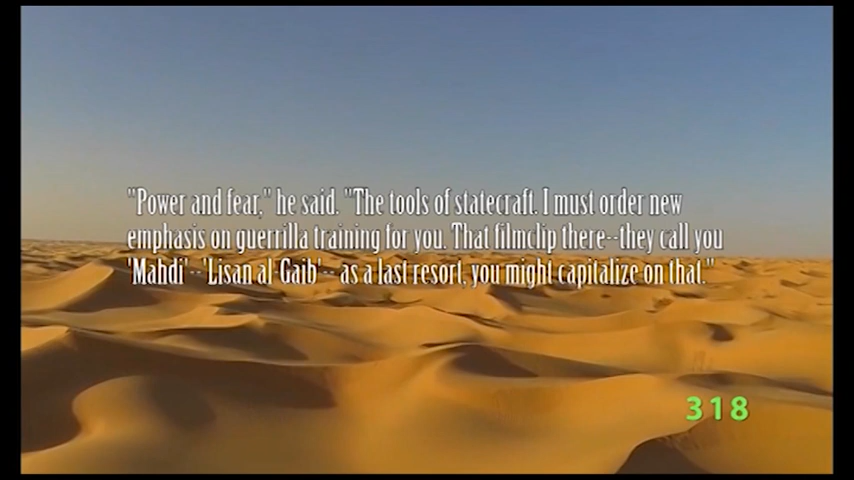 "Power and fear," he said. "The tools of statecraft. I must order new
emphasis on guerrilla training for you. That filmclip there--they call you
'Mahdi'--'Lisan al-Gaib'-- as a last resort, you might capitalize on that."
318